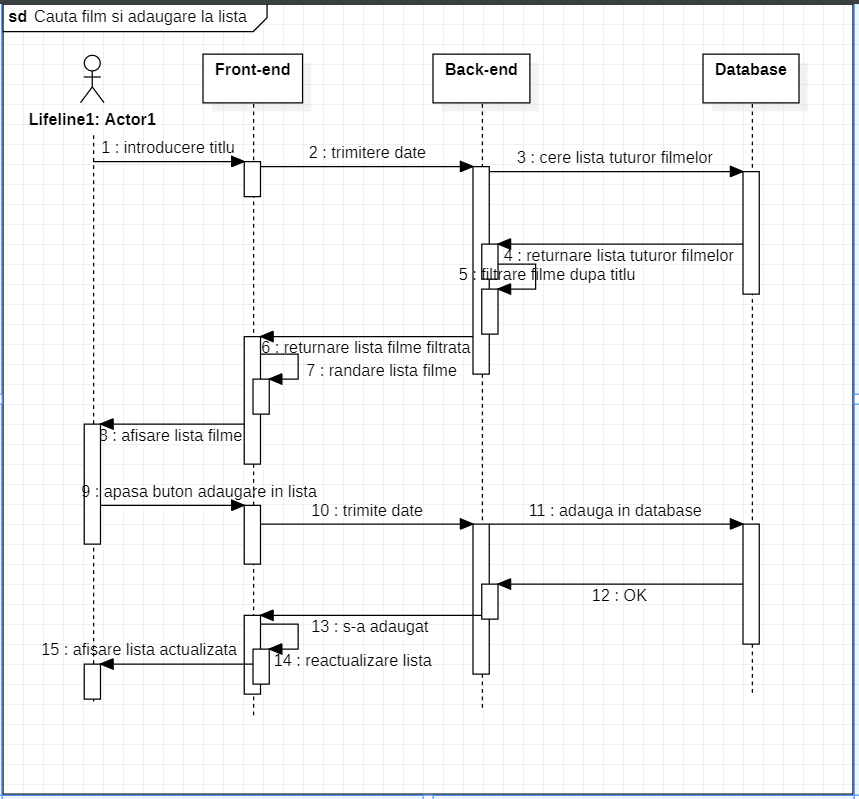 sd Cauta film si adaugare la lista
Front-end
Back-end
Database
Lifeline1: Actor1
1 : introducere titlu
2 : trimitere date
3 : cere lista tuturor filmelor
4 : returnare lista tuturor filmelor
5 : filtrare filme dupa titlu
6 : returnare lista filme filtrata
7 : randare lista filme
8 : afisare lista filme
9 : apasa buton adaugare in lista
10 : trimite date
11 : adauga in database
12 : OK
13 : s-a adaugat
15 : afișare lista actualizata
14 : reactualizare lista